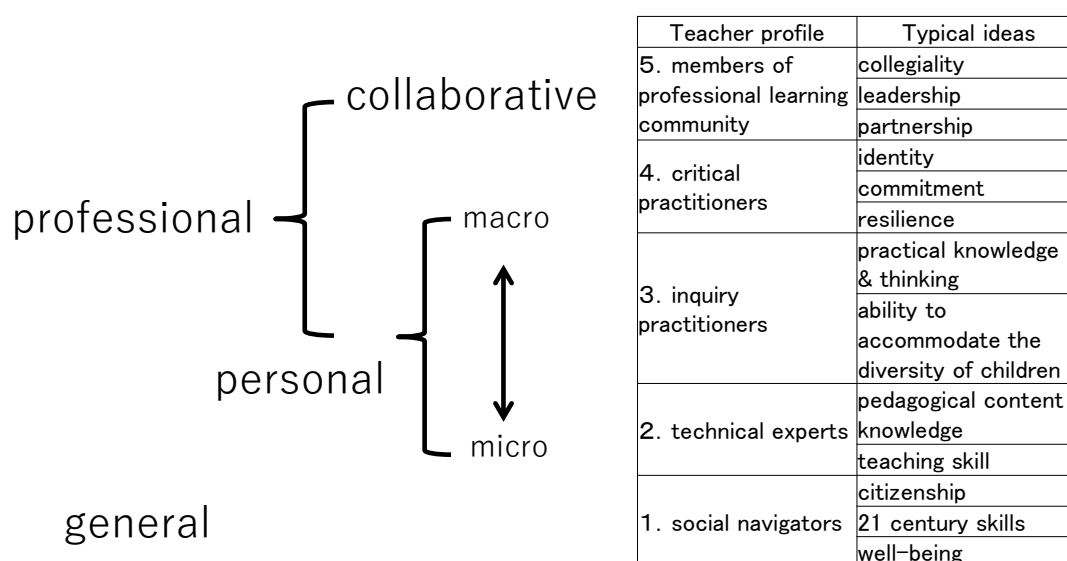 collaborative
professional
macro
personal
micro
general
Teacher profile
Typical ideas
5. members of
professional learning
community
collegiality
leadership
partnership
4. critical
practitioners
identity
commitment
resilience
3. inquiry
practitioners
practical knowledge
& thinking
ability to
accommodate the
diversity of children
2. technical experts
pedagogical content
knowledge
teaching skill
1. social navigators
citizenship
21 century skills
well-being